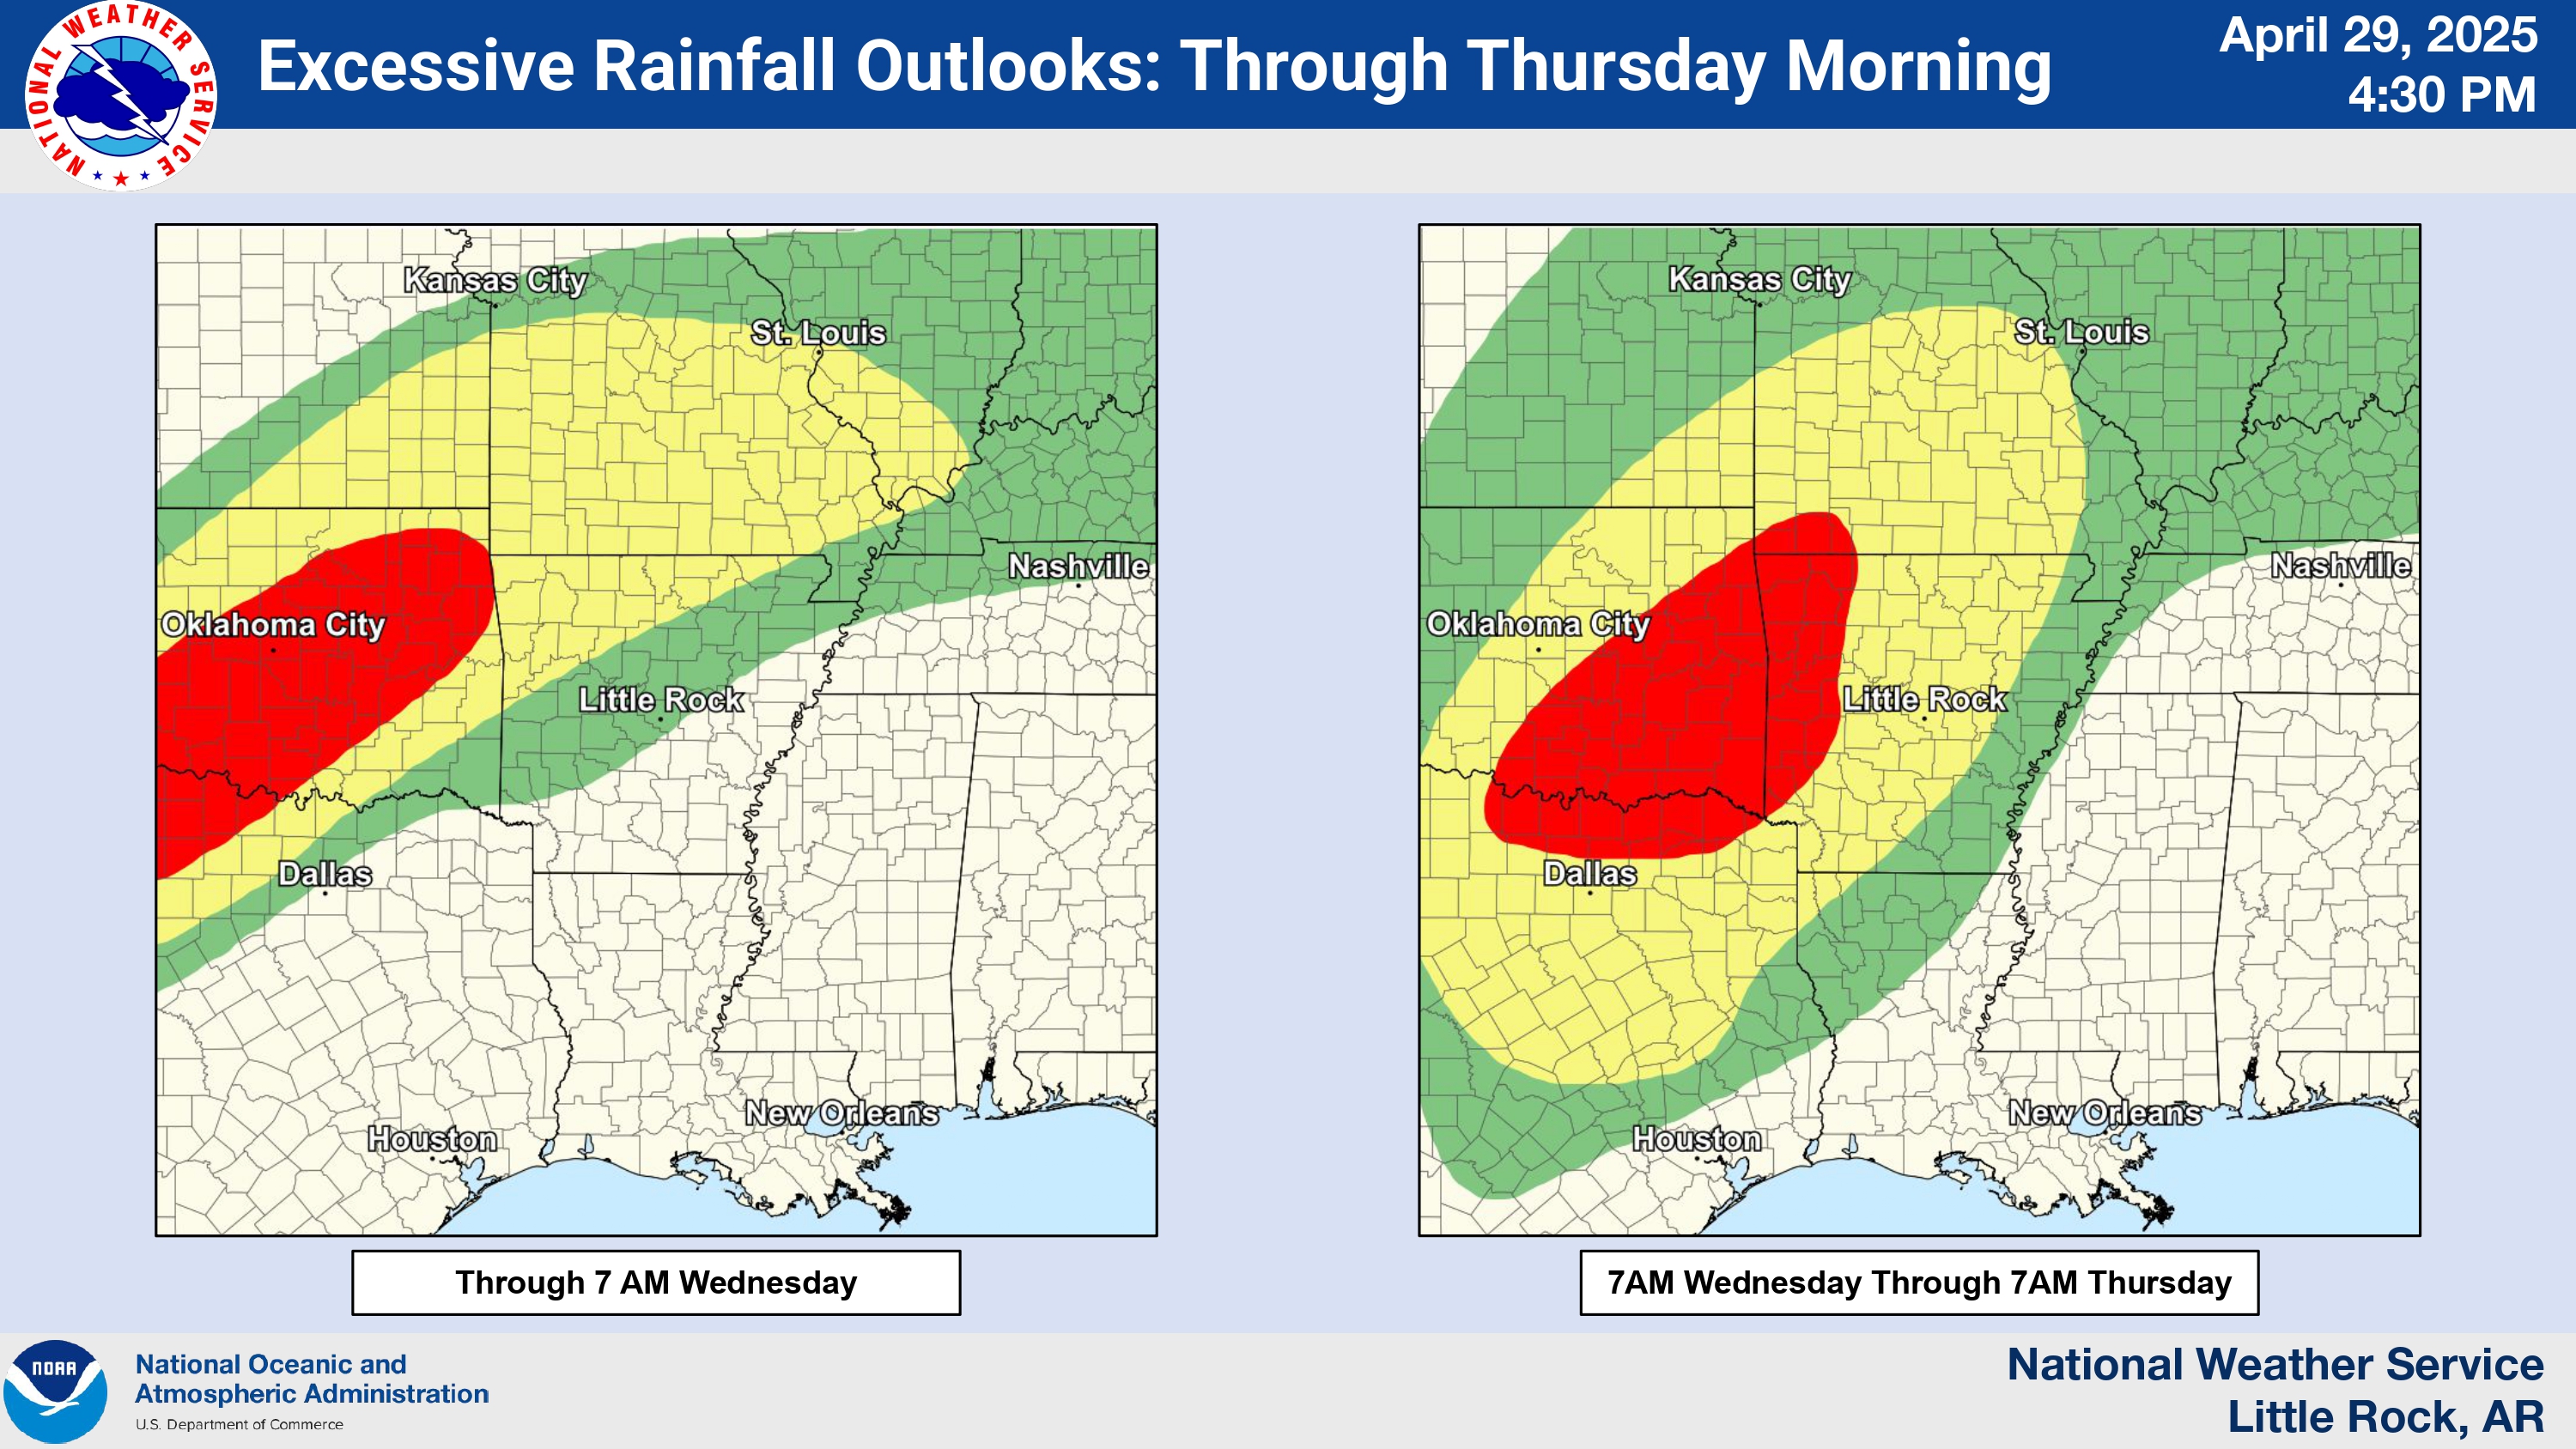 NATIONAL WEATHER SERVICE
Excessive Rainfall Outlooks: Through Thursday Morning
April 29, 2025
4:30 PM
Kansas City
St. Louis
Nashville
Oklahoma City
Little Rock
Dallas
New Orleans
Houston
Through 7 AM Wednesday
Kansas City
St. Louis
Nashville
Oklahoma City
Little Rock
Dallas
New Orleans
Houston
7AM Wednesday Through 7AM Thursday
NOAA
National Oceanic and
Atmospheric Administration
U.S. Department of Commerce
National Weather Service
Little Rock, AR